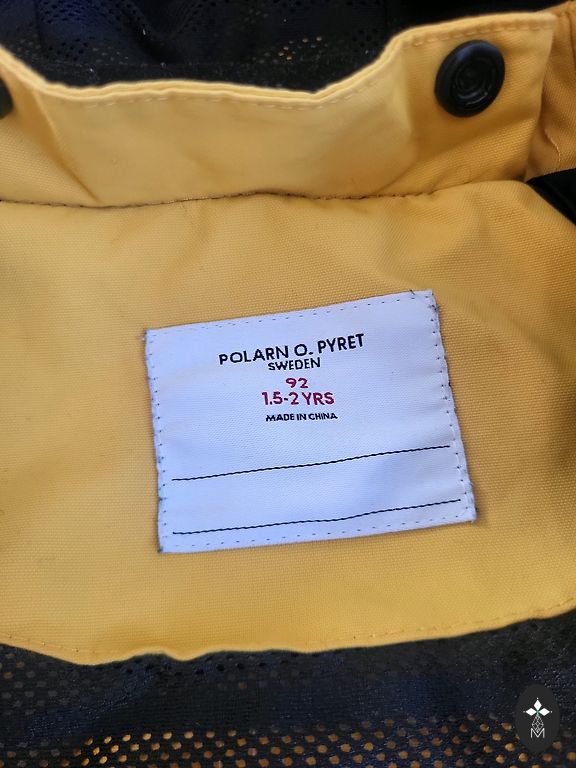 POLARN O. PYRET
SWEDEN
92
1.5-2 YRS
MADE IN CHINA